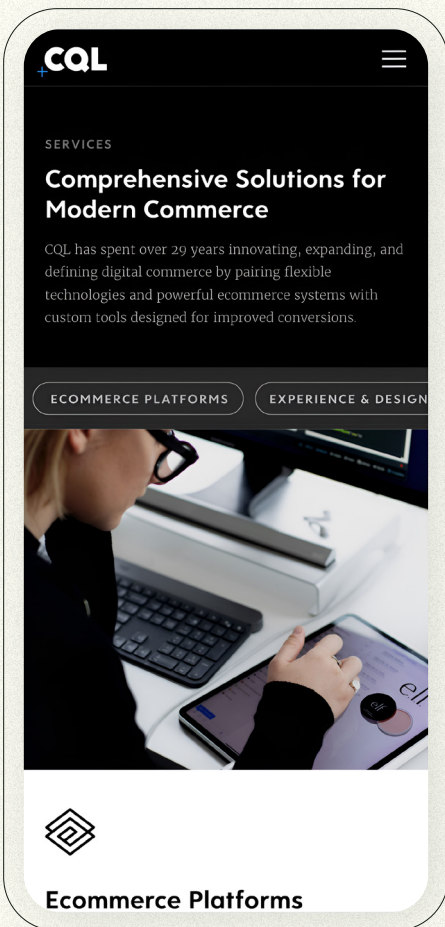 CQL
SERVICES
Comprehensive Solutions for
Modern Commerce
CQL has spent over 29 years innovating, expanding, and
defining digital commerce by pairing flexible
technologies and powerful ecommerce systems with
custom tools designed for improved conversions.
ECOMMERCE PLATFORMS
EXPERIENCE & DESIGN
elf
elf
Ecommerce Platforms